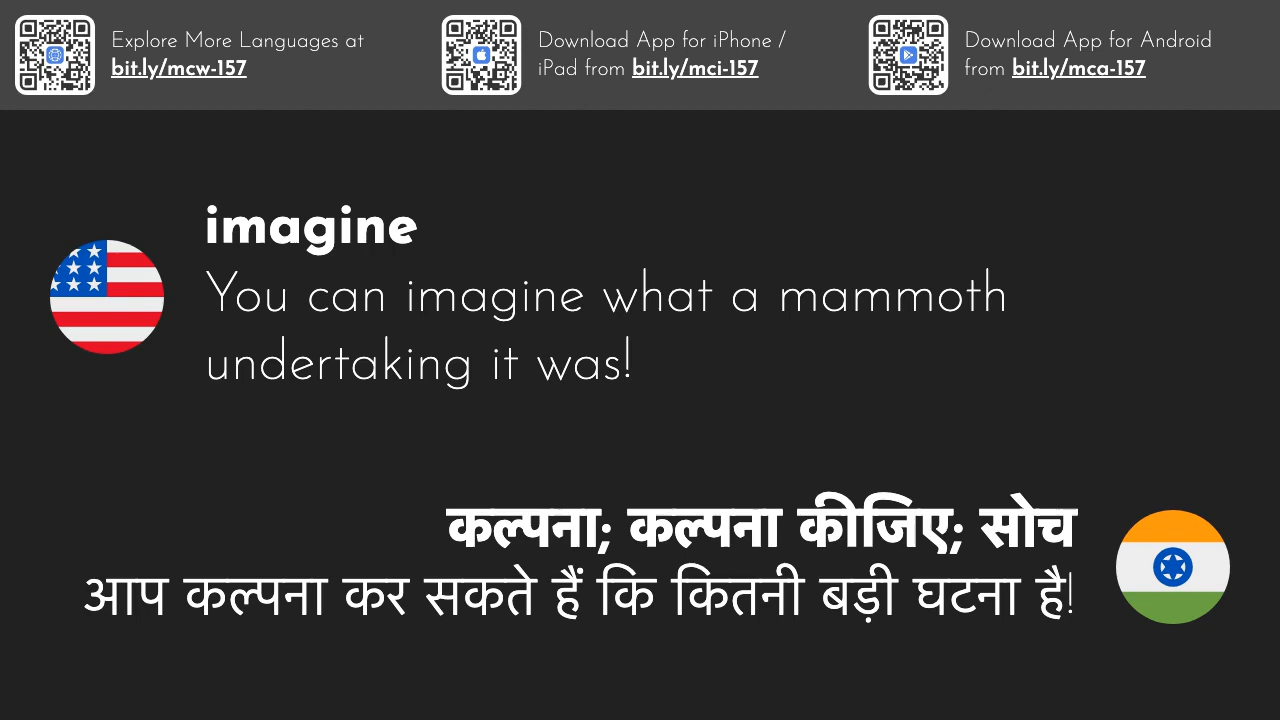 Explore More Languages at
bit.ly/mcw-157
Download App for iPhone /
iPad from bit.ly/mci-157
Download App for Android
from bit.ly/mca-157
imagine
You can imagine what a mammoth
undertaking it was!
कल्पना; कल्पना कीजिए; सोच
आप कल्पना कर सकते हैं कि कितनी बड़ी घटना है!